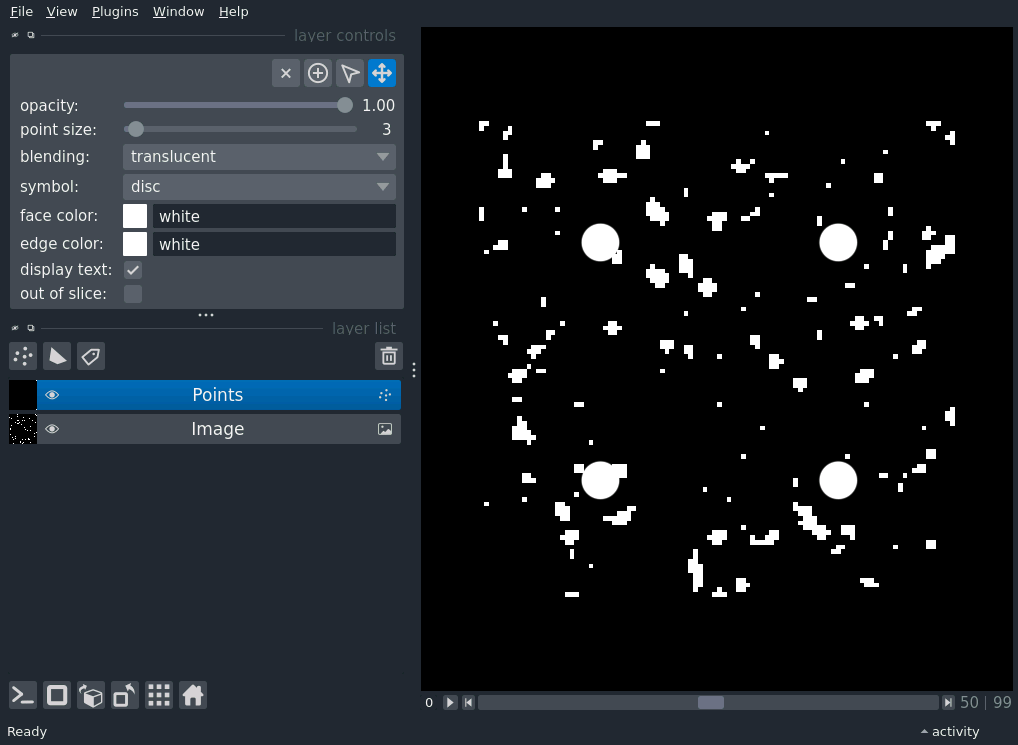 File View Plugins Window Help
layer controls
opacity: 1.00
point size: 3
blending: translucent
symbol: disc
face color: white
edge color: white
display text:
out of slice:
layer list
Points
Image
0 50 | 99
Ready activity